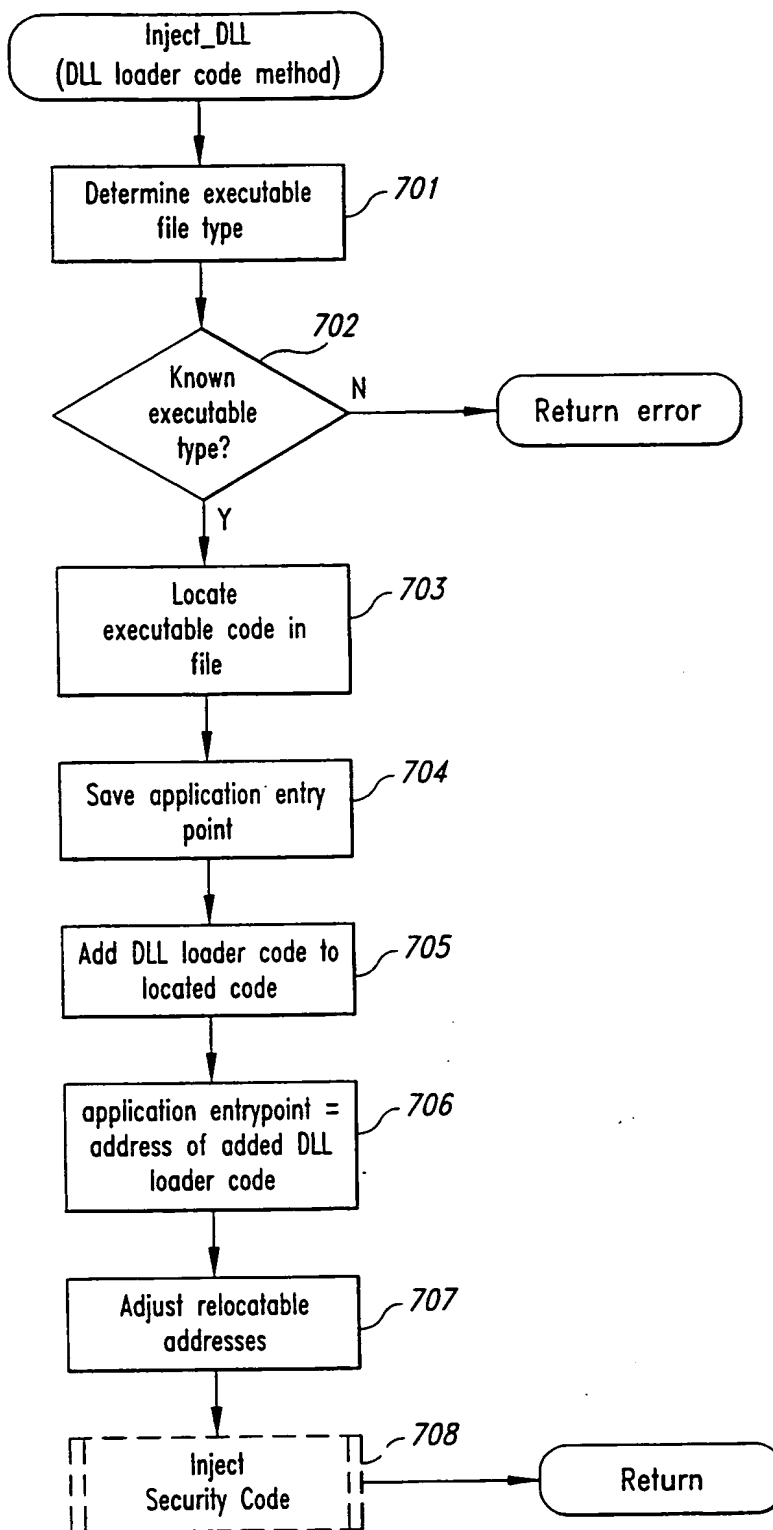 Inject_DLL
(DLL loader code method)
Determine executable
file type
701
702
Known
executable
type?
N
Return error
Y
Locate
executable code in
file
703
Save application entry
point
704
Add DLL loader code to
located code
705
application entrypoint =
address of added DLL
loader code
706
Adjust relocatable
addresses
707
Inject
Security Code
708
Return